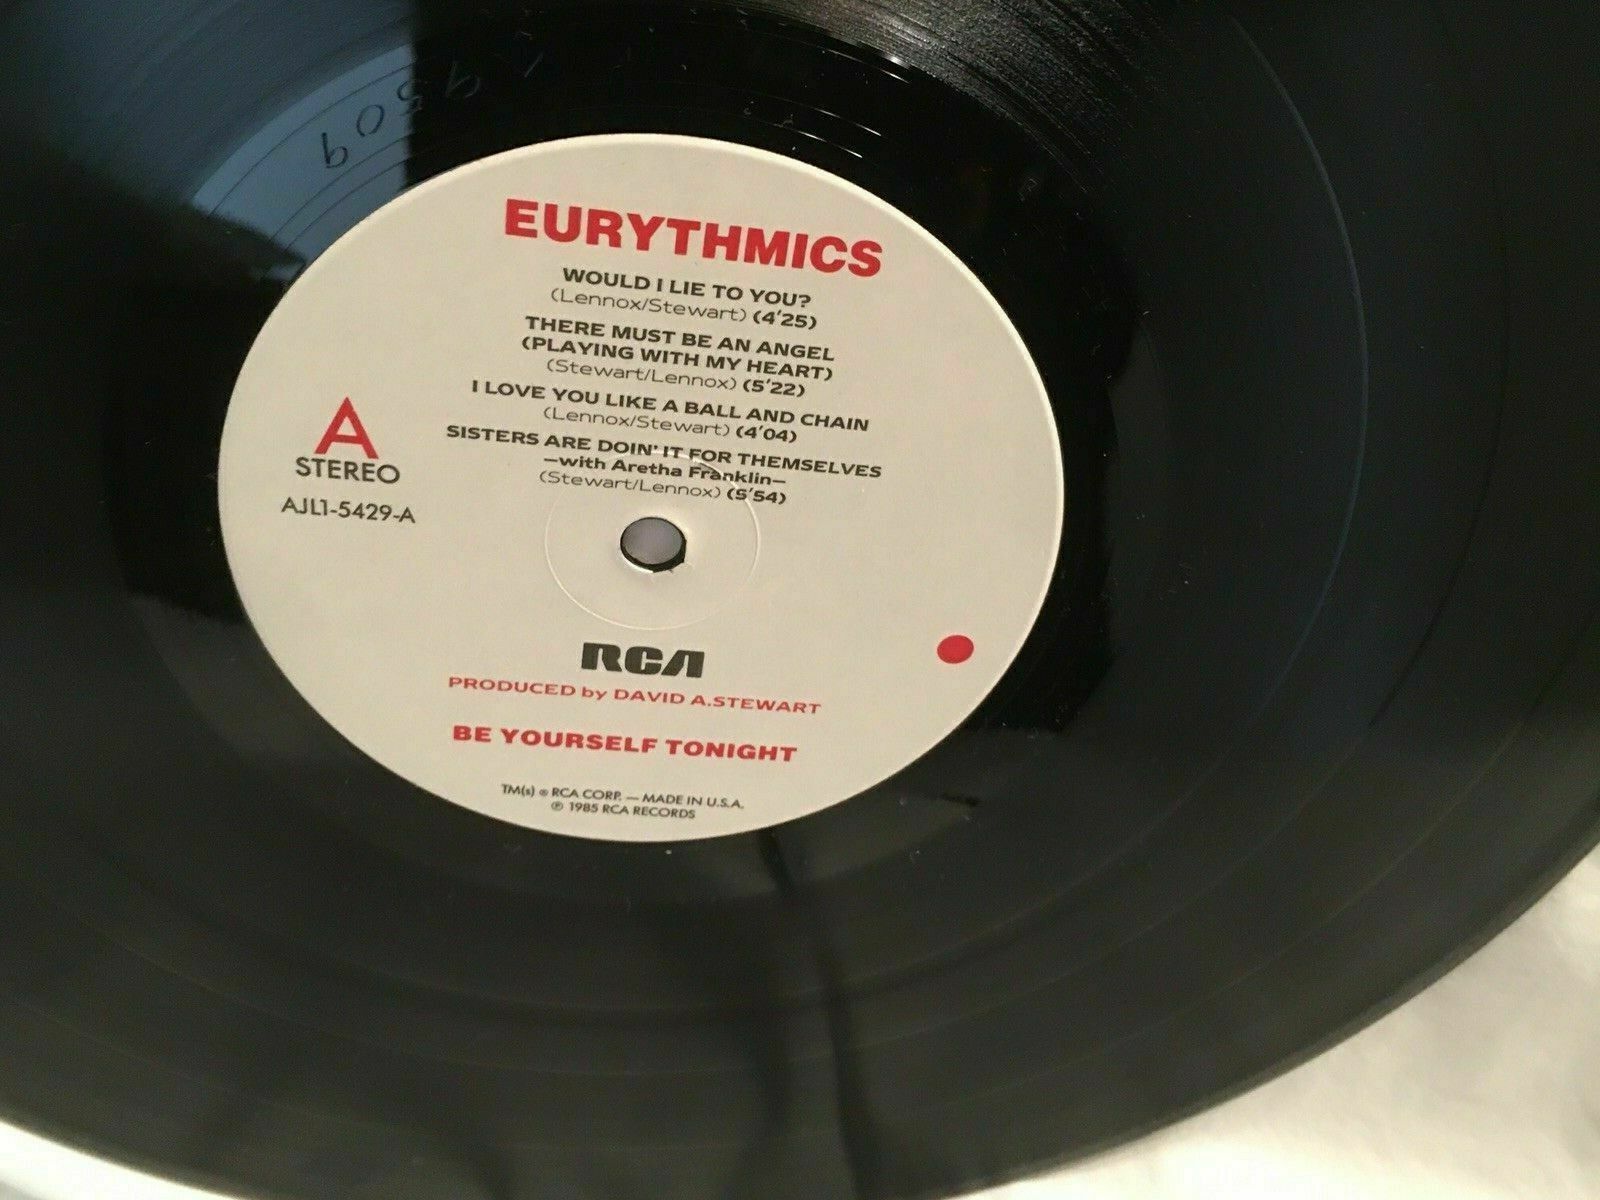 EURYTHMICS
WOULD I LIE TO YOU?
(Lennox/Stewart) (4'25)
THERE MUST BE AN ANGEL
(PLAYING WITH MY HEART)
(Stewart/Lennox) (5'22)
I LOVE YOU LIKE A BALL AND CHAIN
(Lennox/Stewart) (4'04)
SISTERS ARE DOIN' IT FOR THEMSELVES
—with Aretha Franklin—
(Stewart/Lennox) (5'54)
A
STEREO
AJL1-5429-A
RCA
PRODUCED by DAVID A.STEWART
BE YOURSELF TONIGHT
TM(s) ® RCA CORP. — MADE IN U.S.A.
℗ 1985 RCA RECORDS